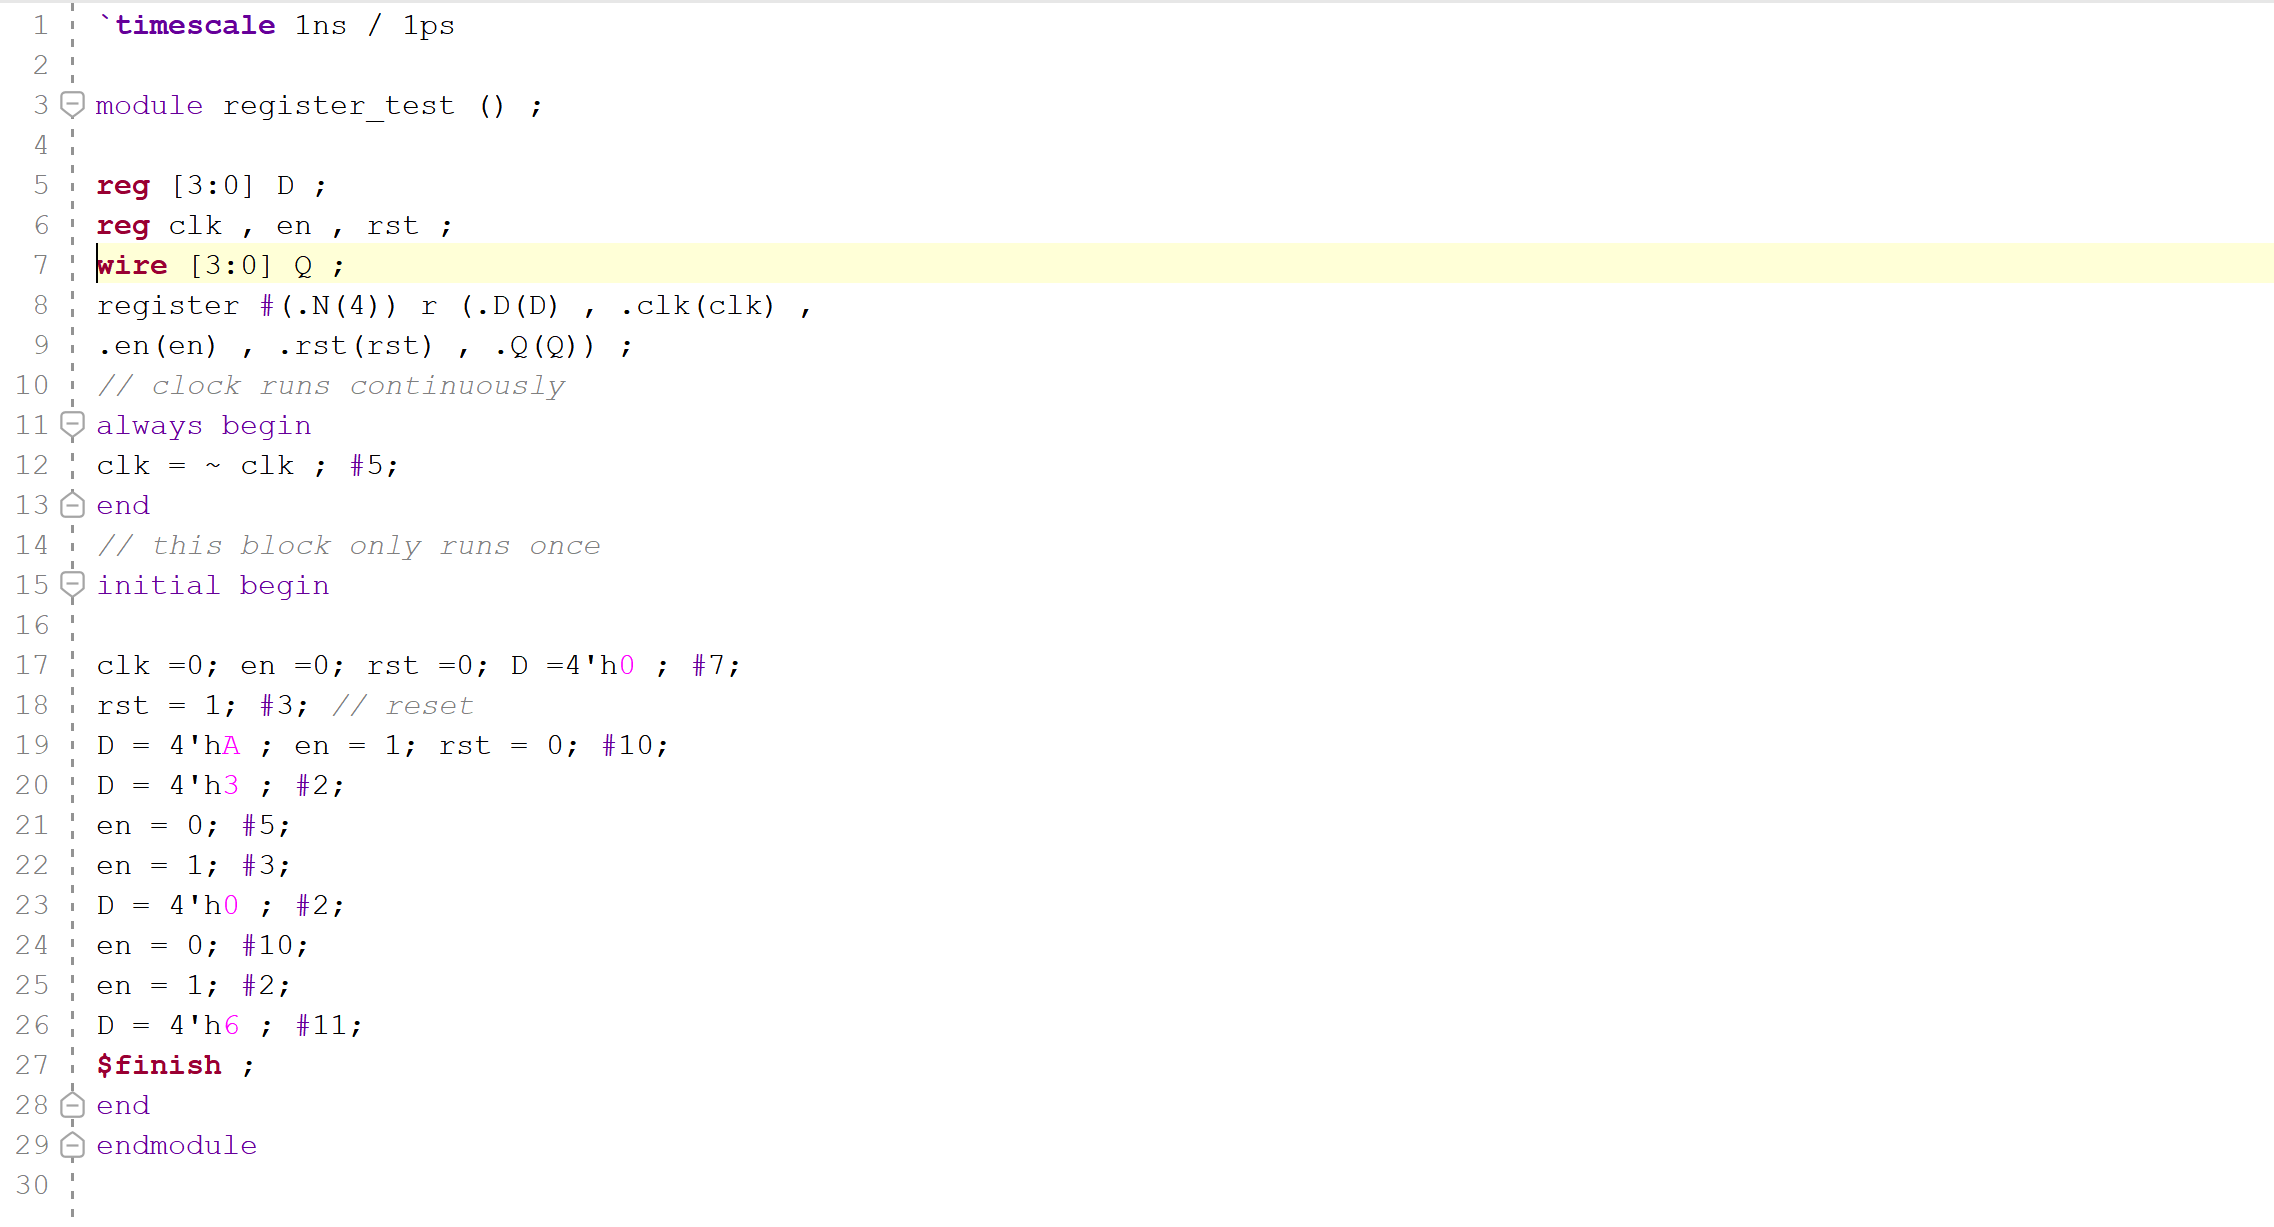 1 `timescale 1ns / 1ps
2
3 module register_test () ;
4
5 reg [3:0] D ;
6 reg clk , en , rst ;
7 wire [3:0] Q ;
8 register #(.N(4)) r (.D(D) , .clk(clk) ,
9 .en(en) , .rst(rst) , .Q(Q)) ;
10 // clock runs continuously
11 always begin
12 clk = ~ clk ; #5;
13 end
14 // this block only runs once
15 initial begin
16
17 clk =0; en =0; rst =0; D =4'h0 ; #7;
18 rst = 1; #3; // reset
19 D = 4'hA ; en = 1; rst = 0; #10;
20 D = 4'h3 ; #2;
21 en = 0; #5;
22 en = 1; #3;
23 D = 4'h0 ; #2;
24 en = 0; #10;
25 en = 1; #2;
26 D = 4'h6 ; #11;
27 $finish ;
28 end
29 endmodule
30